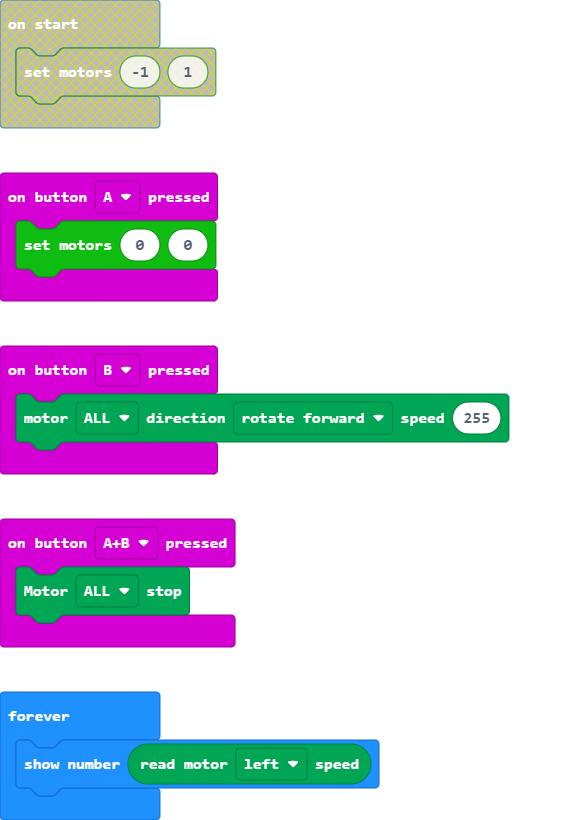 on start
set motors -1 1
on button A pressed
set motors 0 0
on button B pressed
motor ALL direction rotate forward speed 255
on button A+B pressed
Motor ALL stop
forever
show number read motor left speed